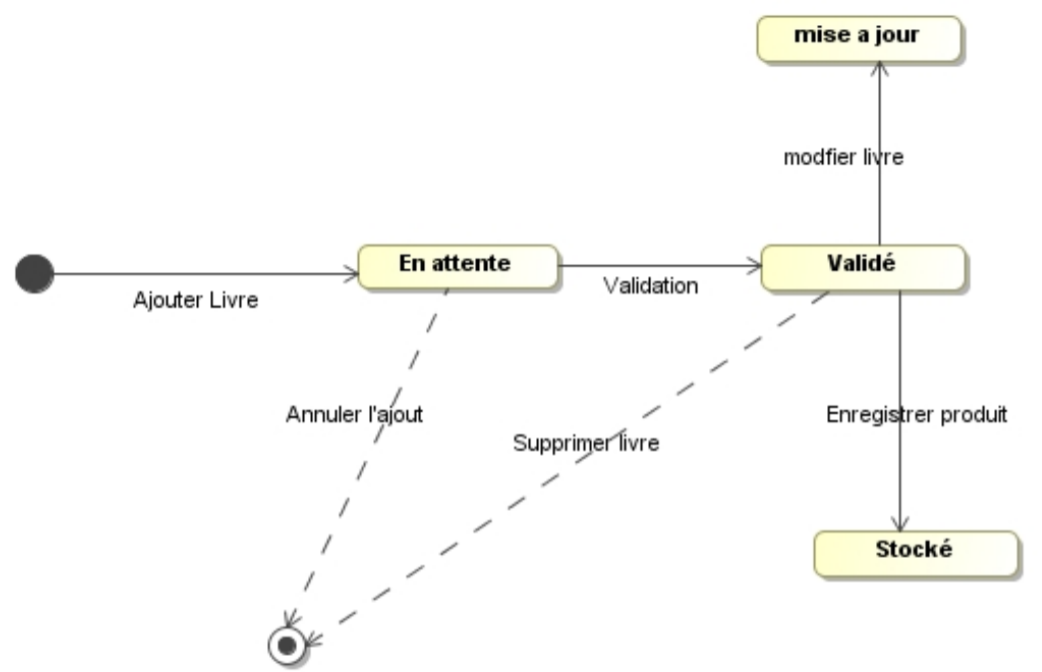 mise a jour
modfier livre
En attente
Validé
Validation
Ajouter Livre
Annuler l'ajout
Enregistrer produit
Supprimer livre
Stocké